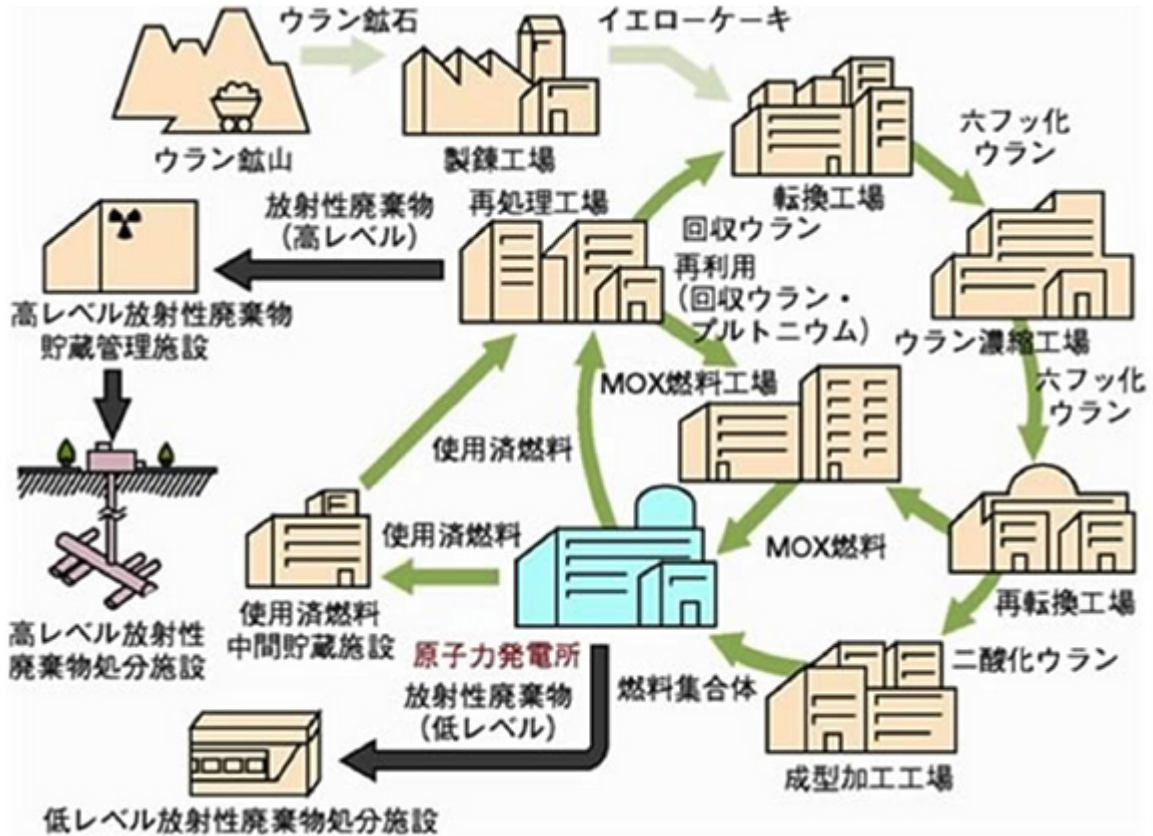 ウラン鉱石
イエローケーキ
ウラン鉱山
製錬工場
転換工場
六フッ化
ウラン
放射性廃棄物
(高レベル)
再処理工場
回収ウラン
再利用
(回収ウラン・
プルトニウム)
高レベル放射性廃棄物
貯蔵管理施設
ウラン濃縮工場
六フッ化
ウラン
MOX燃料工場
使用済燃料
使用済燃料
MOX燃料
再転換工場
使用済燃料
中間貯蔵施設
高レベル放射性
廃棄物処分施設
原子力発電所
二酸化ウラン
放射性廃棄物
(低レベル)
燃料集合体
成型加工工場
低レベル放射性廃棄物処分施設